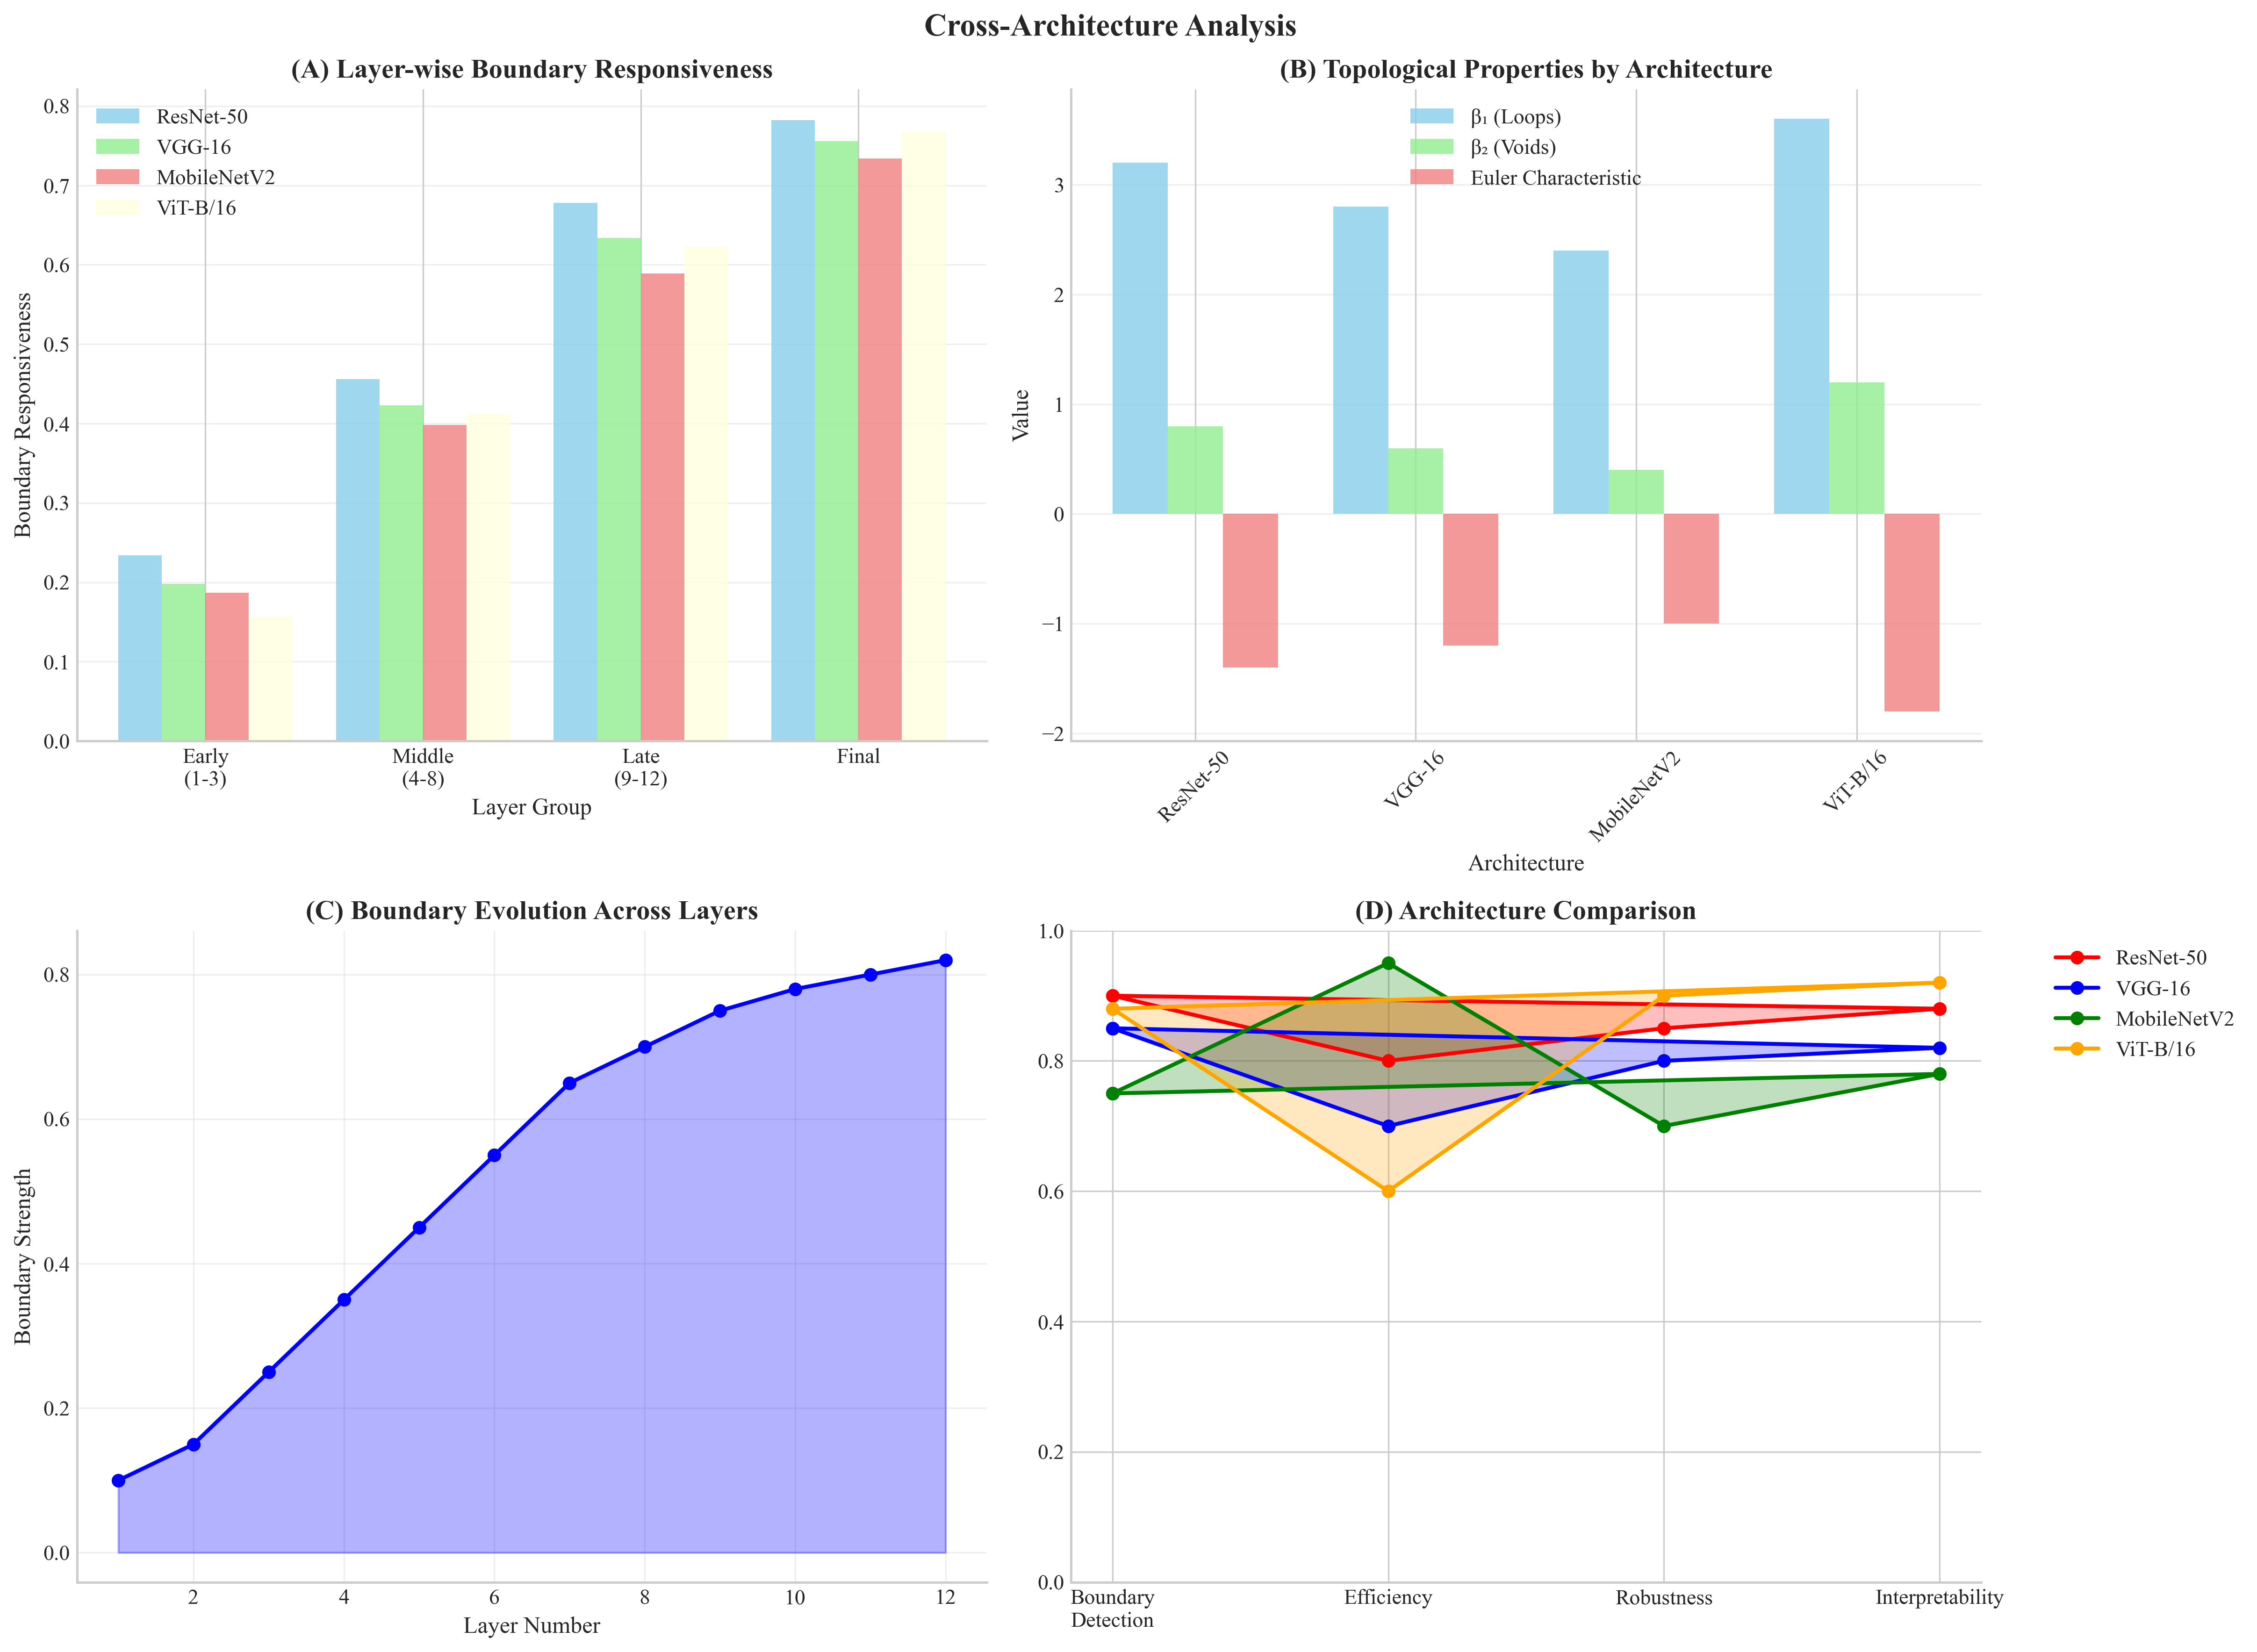 Cross-Architecture Analysis
(A) Layer-wise Boundary Responsiveness
ResNet-50
VGG-16
MobileNetV2
ViT-B/16
Boundary Responsiveness
0.8
0.7
0.6
0.5
0.4
0.3
0.2
0.1
0.0
Early
(1-3)
Middle
(4-8)
Late
(9-12)
Final
Layer Group
(B) Topological Properties by Architecture
β₁ (Loops)
β₂ (Voids)
Euler Characteristic
Value
3
2
1
0
−1
−2
ResNet-50
VGG-16
MobileNetV2
ViT-B/16
Architecture
(C) Boundary Evolution Across Layers
Boundary Strength
0.8
0.6
0.4
0.2
0.0
2
4
6
8
10
12
Layer Number
(D) Architecture Comparison
1.0
0.8
0.6
0.4
0.2
0.0
Boundary
Detection
Efficiency
Robustness
Interpretability
ResNet-50
VGG-16
MobileNetV2
ViT-B/16